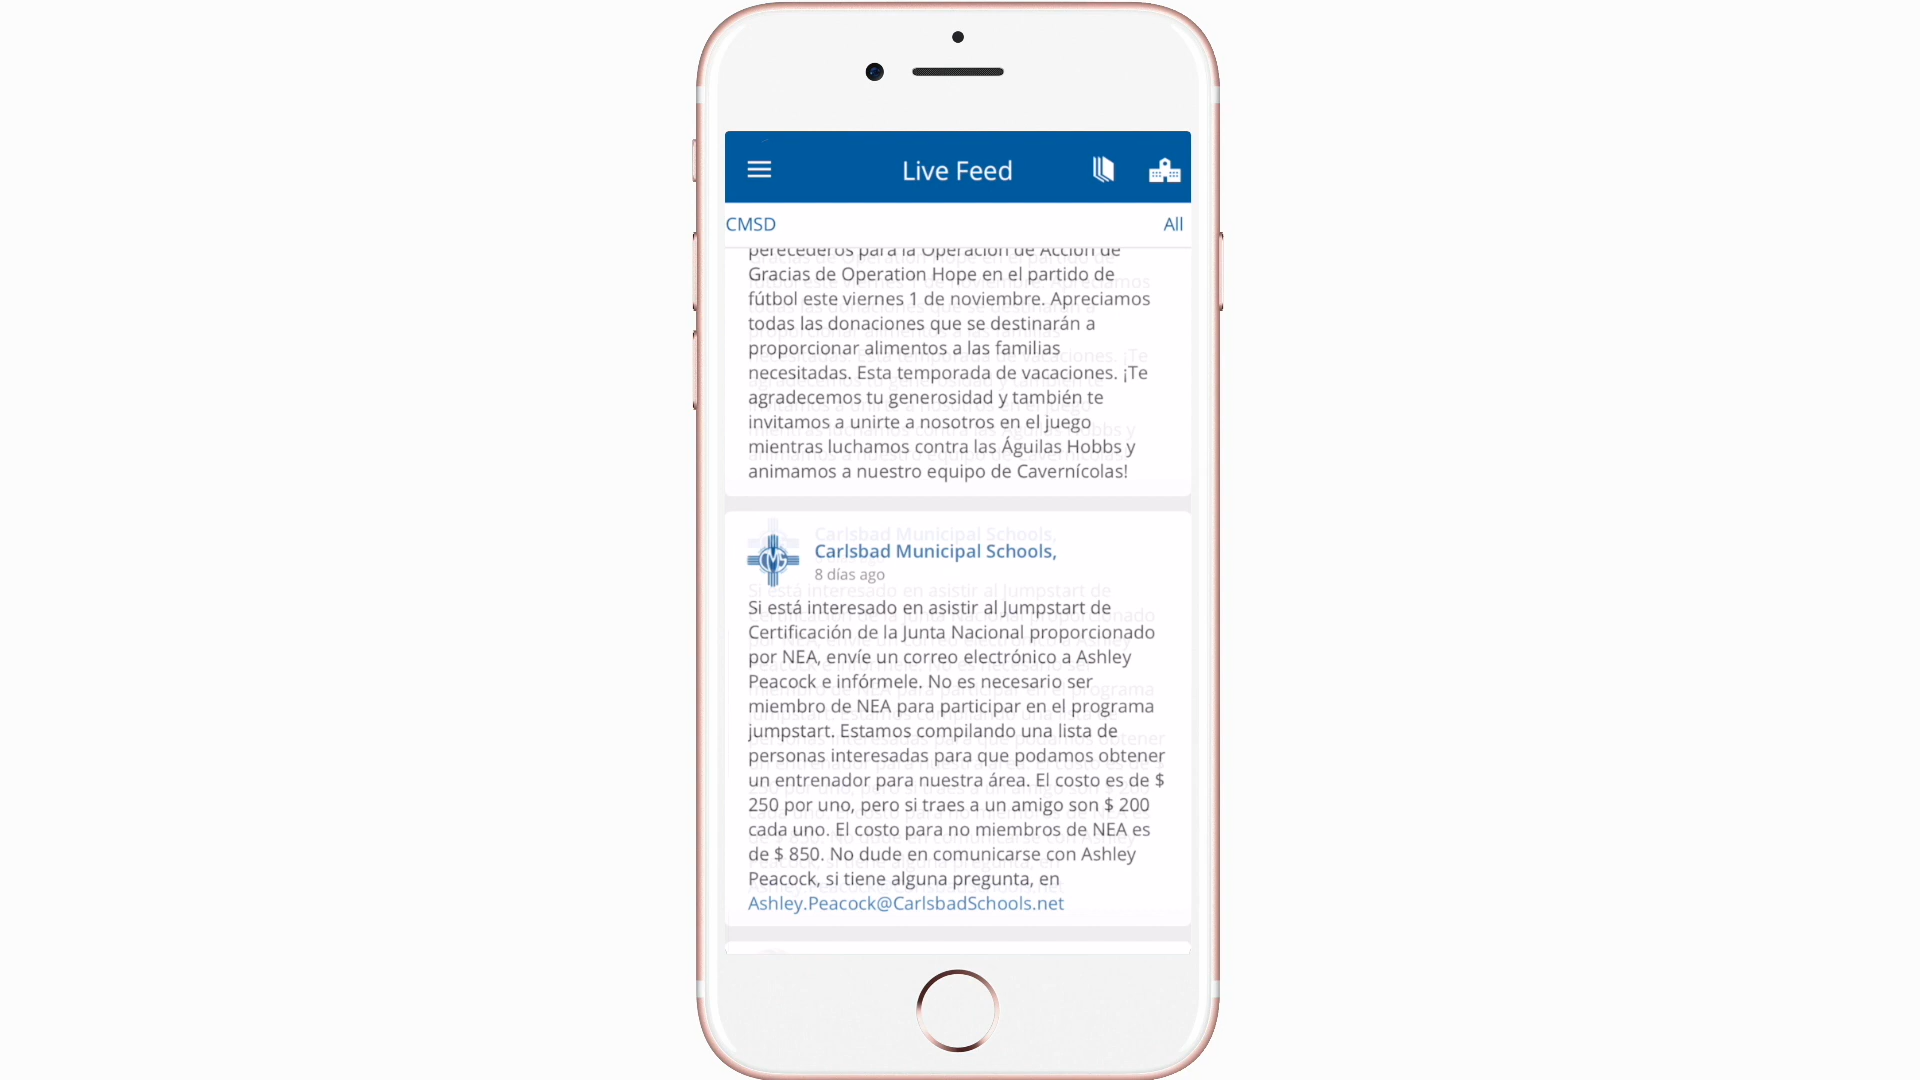 Live Feed
CMSD
All
perecederos para la Operación de Acción de
Gracias de Operation Hope en el partido de
fútbol este viernes 1 de noviembre. Apreciamos
todas las donaciones que se destinarán a
proporcionar alimentos a las familias
necesitadas. Esta temporada de vacaciones. ¡Te
agradecemos tu generosidad y también te
invitamos a unirte a nosotros en el juego
mientras luchamos contra las Águilas Hobbs y
animamos a nuestro equipo de Cavernícolas!
CMS
Carlsbad Municipal Schools,
8 días ago
Si está interesado en asistir al Jumpstart de
Certificación de la Junta Nacional proporcionado
por NEA, envíe un correo electrónico a Ashley
Peacock e infórmele. No es necesario ser
miembro de NEA para participar en el programa
jumpstart. Estamos compilando una lista de
personas interesadas para que podamos obtener
un entrenador para nuestra área. El costo es de $
250 por uno, pero si traes a un amigo son $ 200
cada uno. El costo para no miembros de NEA es
de $ 850. No dude en comunicarse con Ashley
Peacock, si tiene alguna pregunta, en
Ashley.Peacock@CarlsbadSchools.net